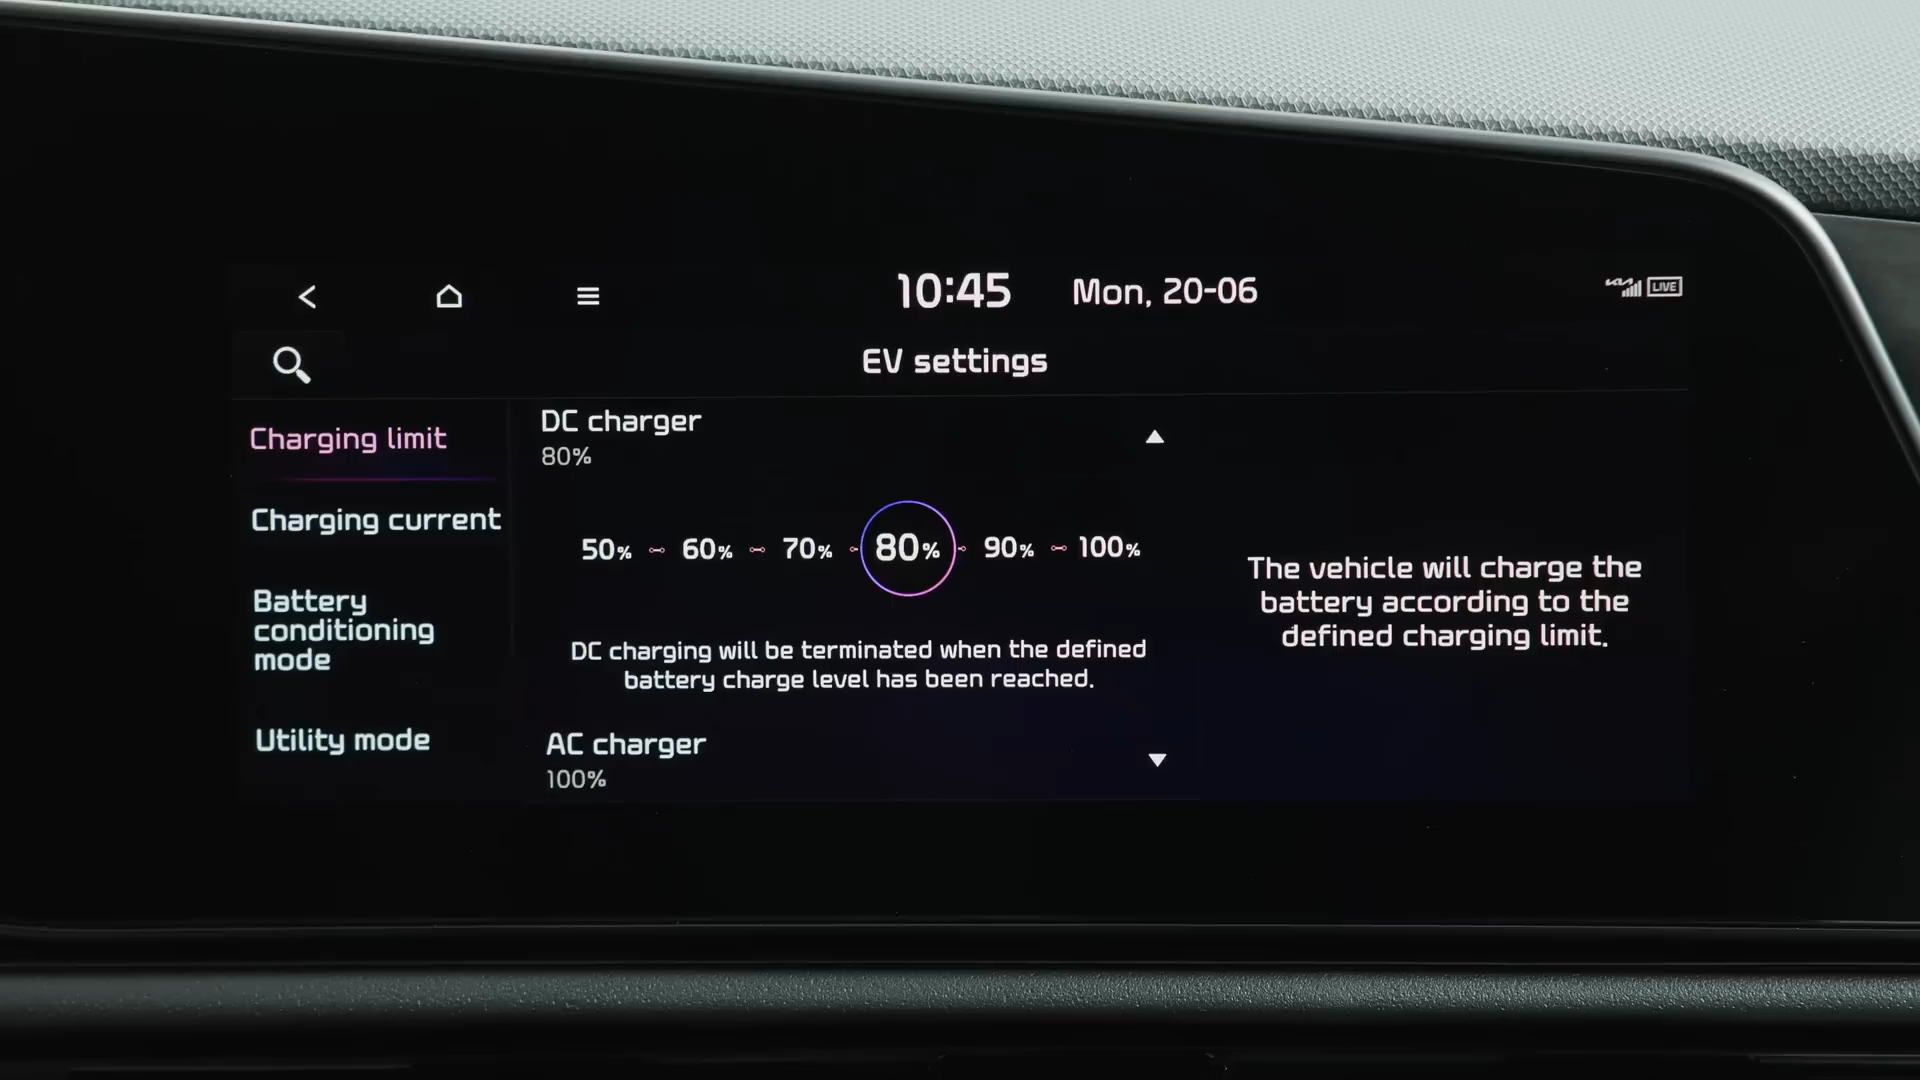 10:45 Mon, 20-06
LIVE
EV settings
Charging limit
Charging current
Battery
conditioning
mode
Utility mode
DC charger
80%
50% 60% 70% 80% 90% 100%
DC charging will be terminated when the defined
battery charge level has been reached.
AC charger
100%
The vehicle will charge the
battery according to the
defined charging limit.